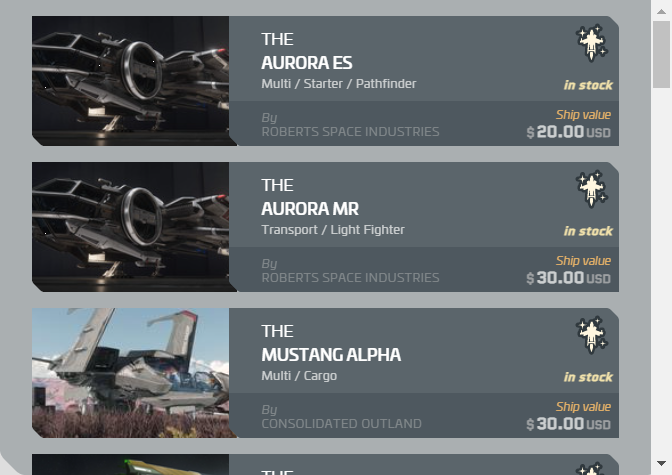 THE
AURORA ES
Multi / Starter / Pathfinder
in stock
By
ROBERTS SPACE INDUSTRIES
Ship value
$20.00 USD
THE
AURORA MR
Transport / Light Fighter
in stock
By
ROBERTS SPACE INDUSTRIES
Ship value
$30.00 USD
THE
MUSTANG ALPHA
Multi / Cargo
in stock
By
CONSOLIDATED OUTLAND
Ship value
$30.00 USD
THE